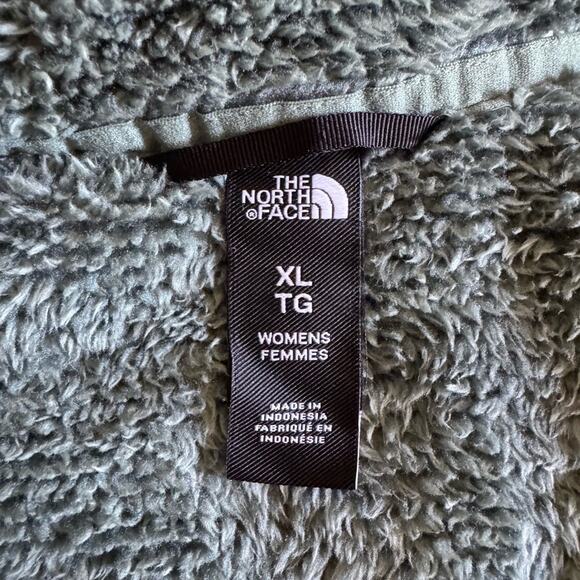 THE
NORTH
®FACE
XL
TG
WOMENS
FEMMES
MADE IN
INDONESIA
FABRIQUÉ EN
INDONÉSIE